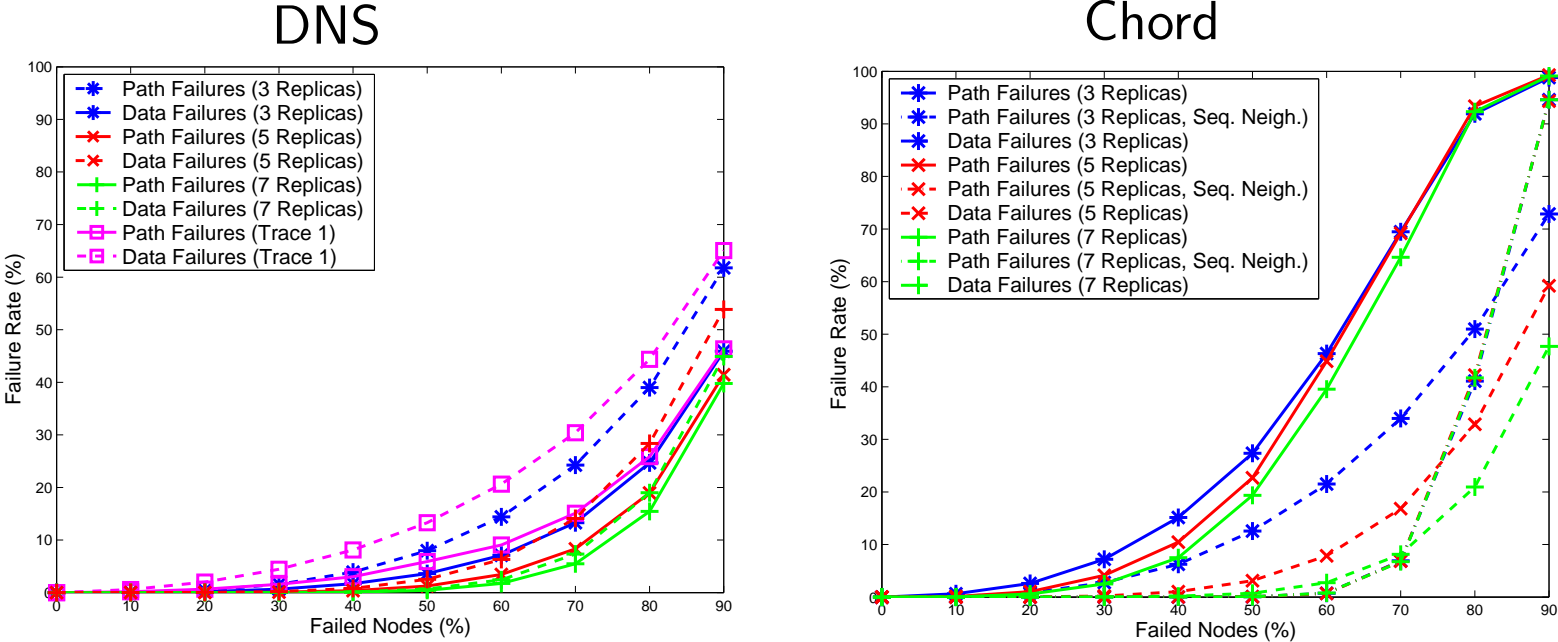 DNS
100
90
80
70
60
50
40
30
20
10
0
Failure Rate (%)
Path Failures (3 Replicas)
Data Failures (3 Replicas)
Path Failures (5 Replicas)
Data Failures (5 Replicas)
Path Failures (7 Replicas)
Data Failures (7 Replicas)
Path Failures (Trace 1)
Data Failures (Trace 1)
0 10 20 30 40 50 60 70 80 90
Failed Nodes (%)
Chord
100
90
80
70
60
50
40
30
20
10
0
Failure Rate (%)
Path Failures (3 Replicas)
Path Failures (3 Replicas, Seq. Neigh.)
Data Failures (3 Replicas)
Path Failures (5 Replicas)
Path Failures (5 Replicas, Seq. Neigh.)
Data Failures (5 Replicas)
Path Failures (7 Replicas)
Path Failures (7 Replicas, Seq. Neigh.)
Data Failures (7 Replicas)
0 10 20 30 40 50 60 70 80 90
Failed Nodes (%)